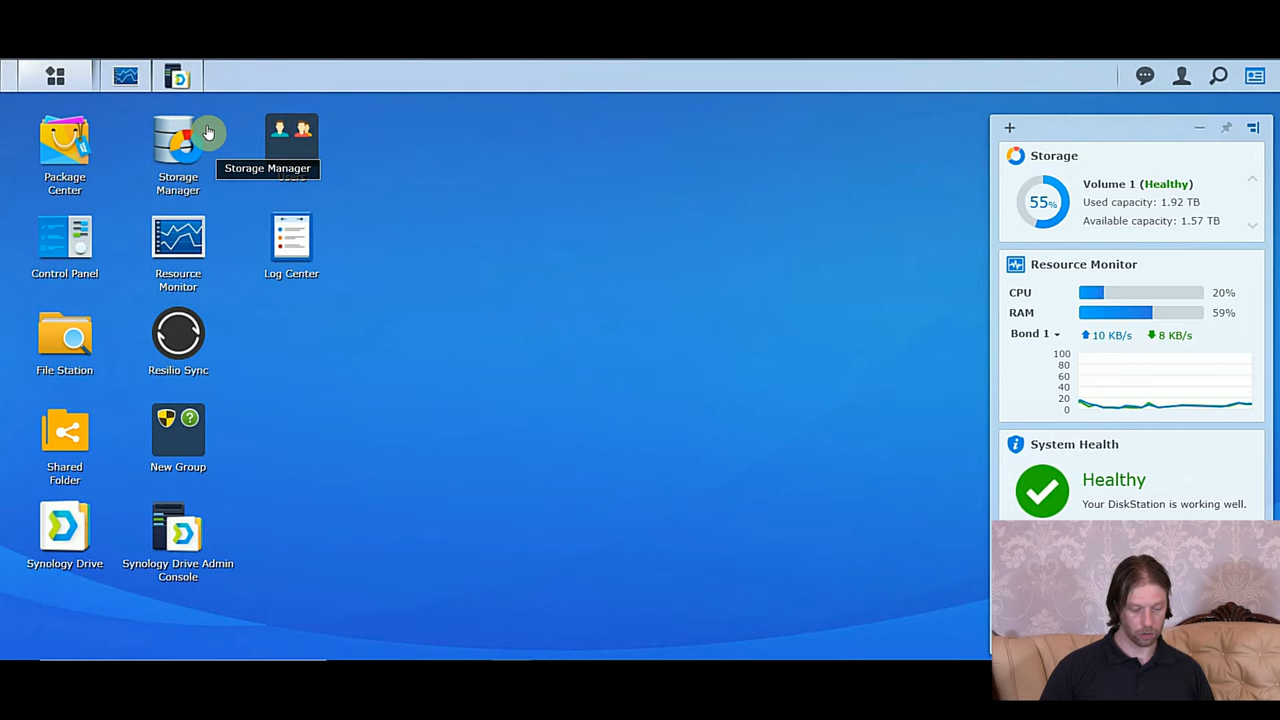 Package
Center
Storage
Manager
Storage Manager
Control Panel
Resource
Monitor
Log Center
File Station
Resilio Sync
Shared
Folder
New Group
Synology Drive
Synology Drive Admin
Console
Storage
55%
Volume 1 (Healthy)
Used capacity: 1.92 TB
Available capacity: 1.57 TB
Resource Monitor
CPU 20%
RAM 59%
Bond 1 10 KB/s 8 KB/s
100
80
60
40
20
0
System Health
Healthy
Your DiskStation is working well.